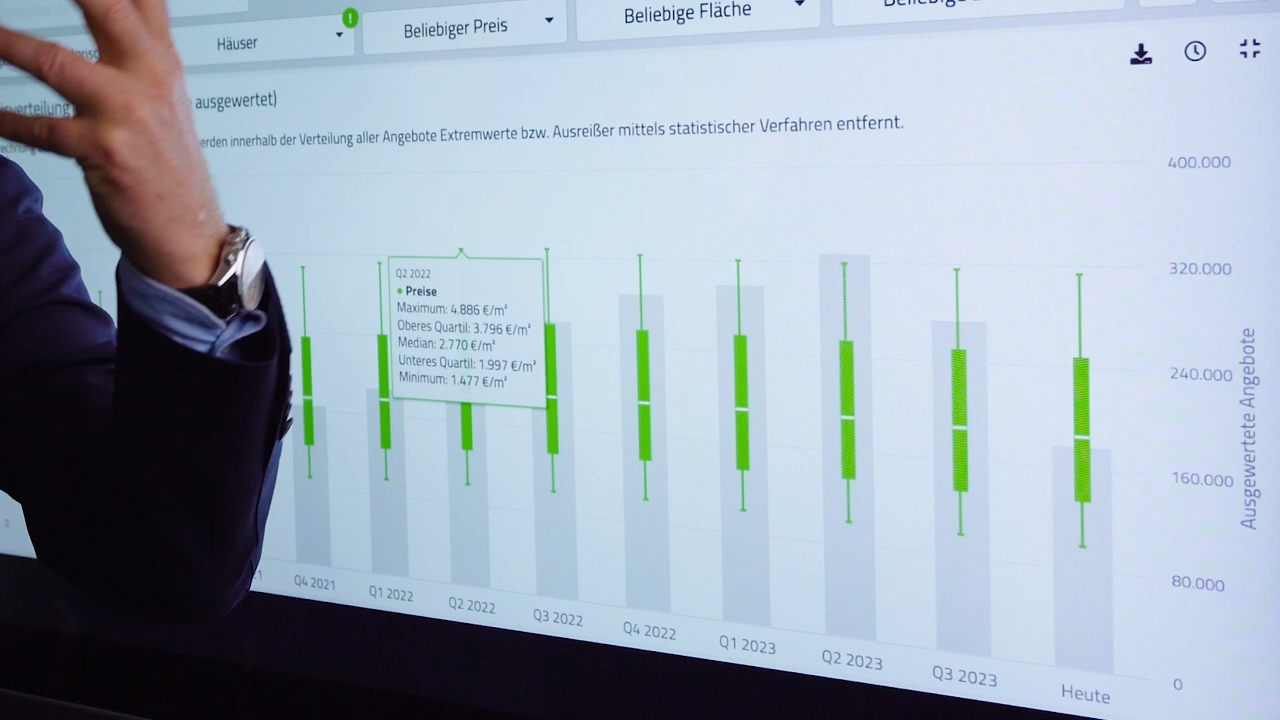 Häuser
Beliebiger Preis
Beliebige Fläche
ausgewertet)
erden innerhalb der Verteilung aller Angebote Extremwerte bzw. Ausreißer mittels statistischer Verfahren entfernt.
400.000
320.000
240.000
160.000
80.000
0
Ausgewertete Angebote
Q2 2022
Preise
Maximum: 4.886 €/m²
Oberes Quartil: 3.796 €/m²
Median: 2.770 €/m²
Unteres Quartil: 1.997 €/m²
Minimum: 1.477 €/m²
0
Q4 2021
Q1 2022
Q2 2022
Q3 2022
Q4 2022
Q1 2023
Q2 2023
Q3 2023
Heute